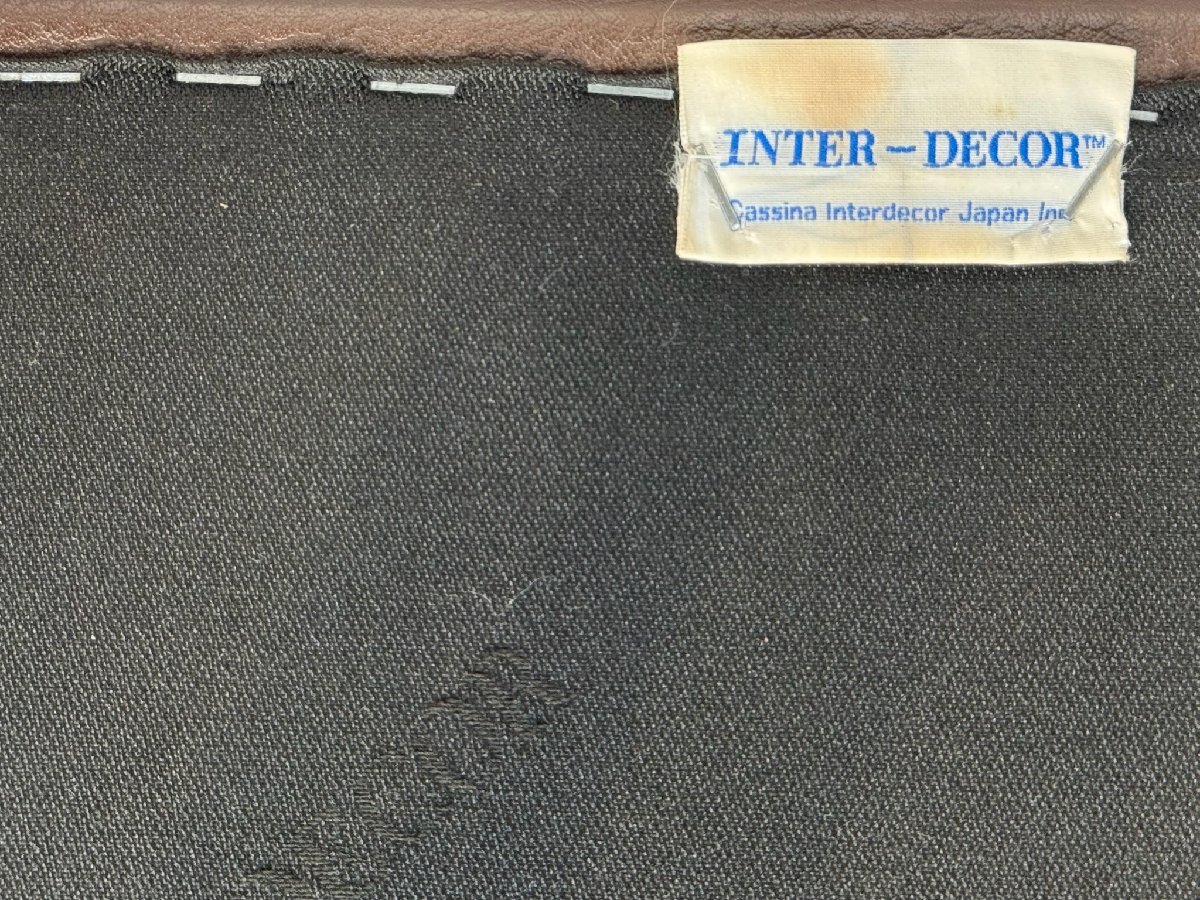 INTER-DECOR™
Cassina Interdecor Japan Inc